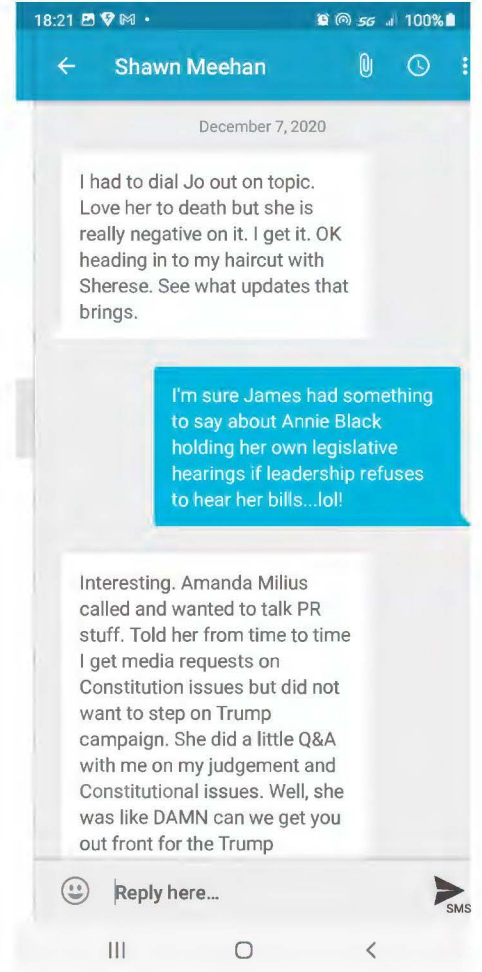 18:21
5G
100%
Shawn Meehan
December 7, 2020
I had to dial Jo out on topic.
Love her to death but she is
really negative on it. I get it. OK
heading in to my haircut with
Sherese. See what updates that
brings.
I'm sure James had something
to say about Annie Black
holding her own legislative
hearings if leadership refuses
to hear her bills...lol!
Interesting. Amanda Milius
called and wanted to talk PR
stuff. Told her from time to time
I get media requests on
Constitution issues but did not
want to step on Trump
campaign. She did a little Q&A
with me on my judgement and
Constitutional issues. Well, she
was like DAMN can we get you
out front for the Trump
Reply here...
SMS